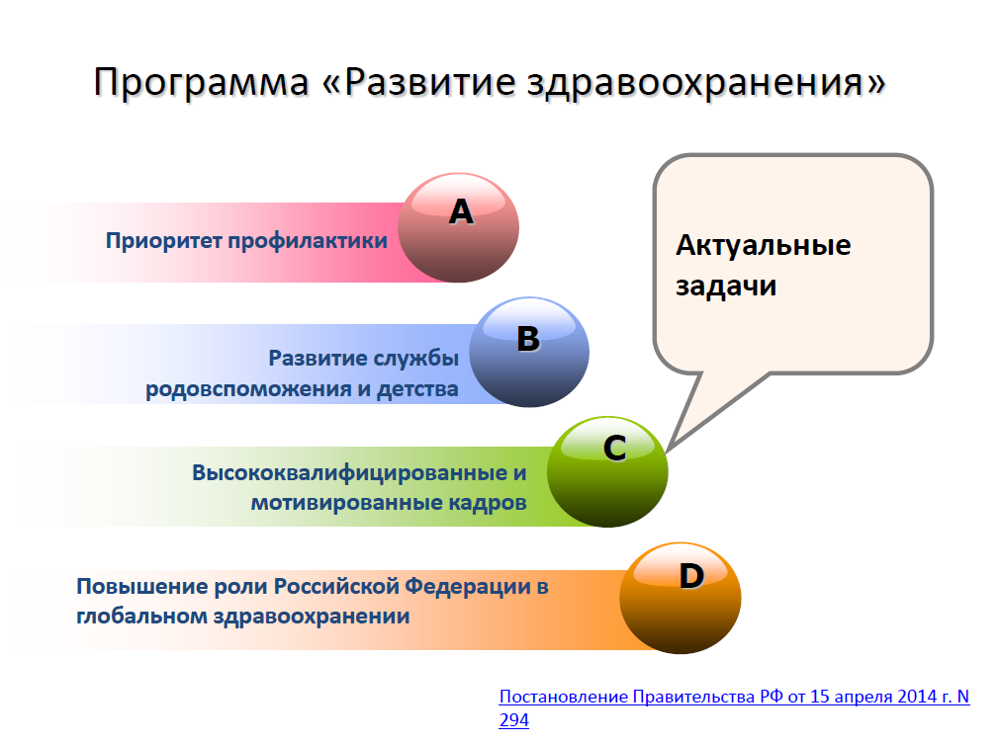 Программа «Развитие здравоохранения»
A
Приоритет профилактики
Актуальные
задачи
B
Развитие службы
родовспоможения и детства
C
Высококвалифицированные и
мотивированные кадров
D
Повышение роли Российской Федерации в
глобальном здравоохранении
Постановление Правительства РФ от 15 апреля 2014 г. N
294